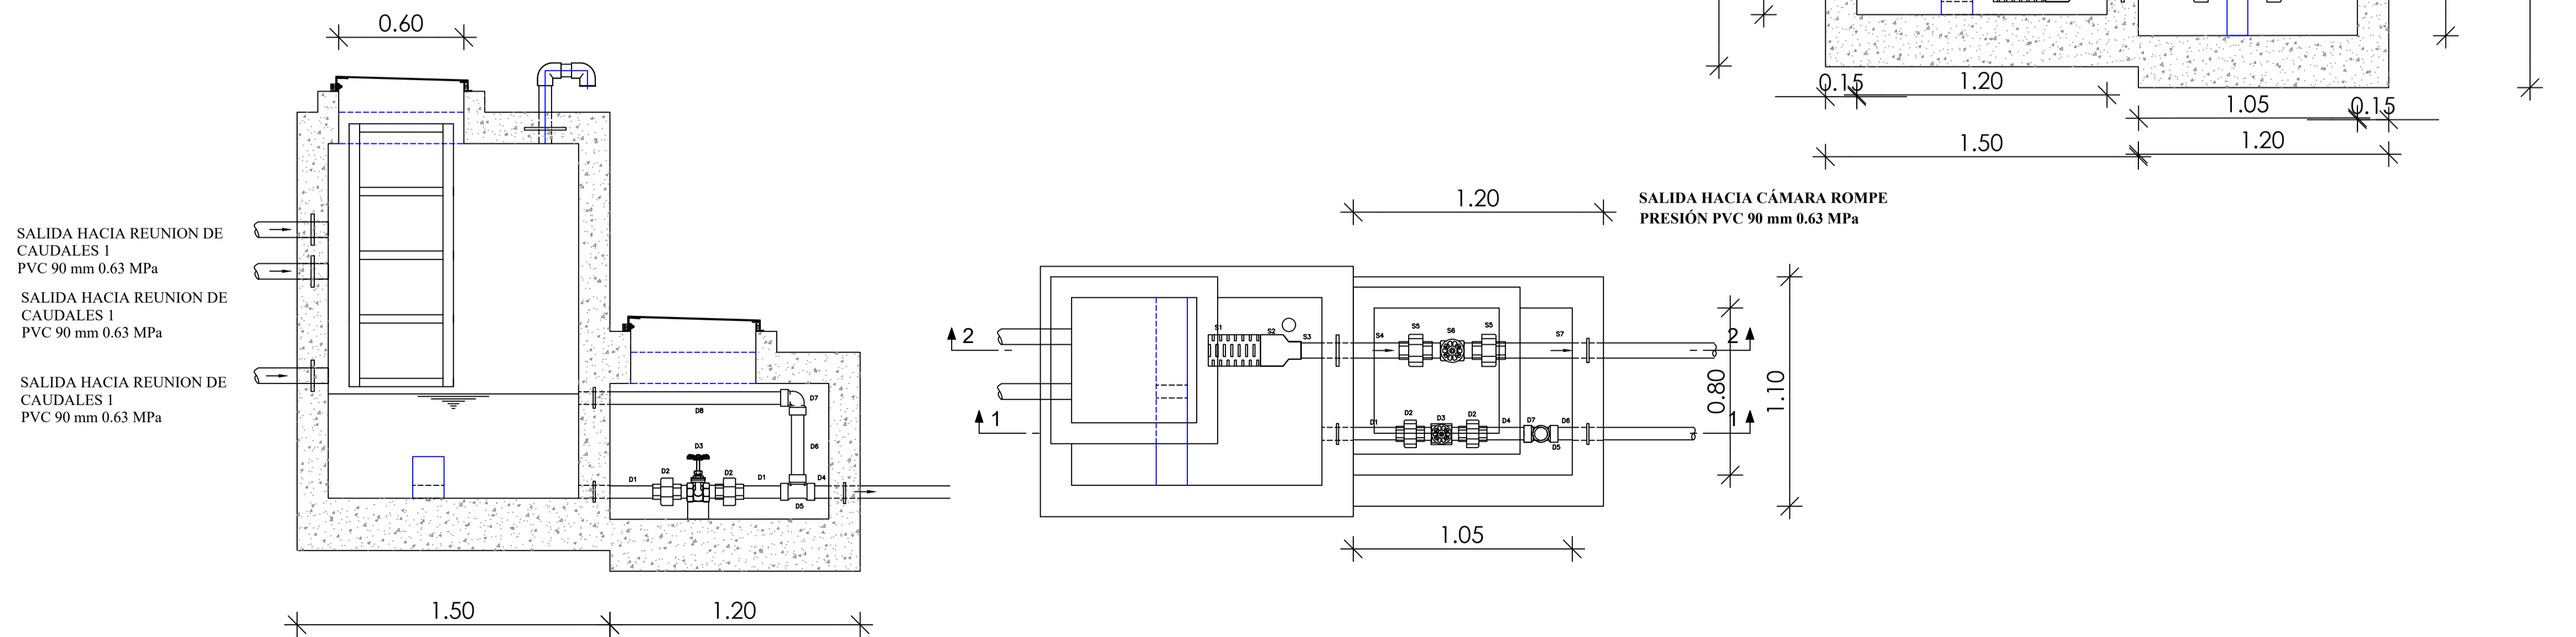 0.60
SALIDA HACIA REUNION DE
CAUDALES 1
PVC 90 mm 0.63 MPa
SALIDA HACIA REUNION DE
CAUDALES 1
PVC 90 mm 0.63 MPa
SALIDA HACIA REUNION DE
CAUDALES 1
PVC 90 mm 0.63 MPa
D7
D8
D3
D6
D1
D2
D2
D1
D4
D5
1.50
1.20
1.20
SALIDA HACIA CÁMARA ROMPE
PRESIÓN PVC 90 mm 0.63 MPa
2
S1
S2
S3
S4
S5
S6
S5
S7
2
1
D1
D2
D3
D2
D4
D7
D6
D5
1
0.80
1.10
1.05
0.15
1.20
1.05
0.15
1.50
1.20